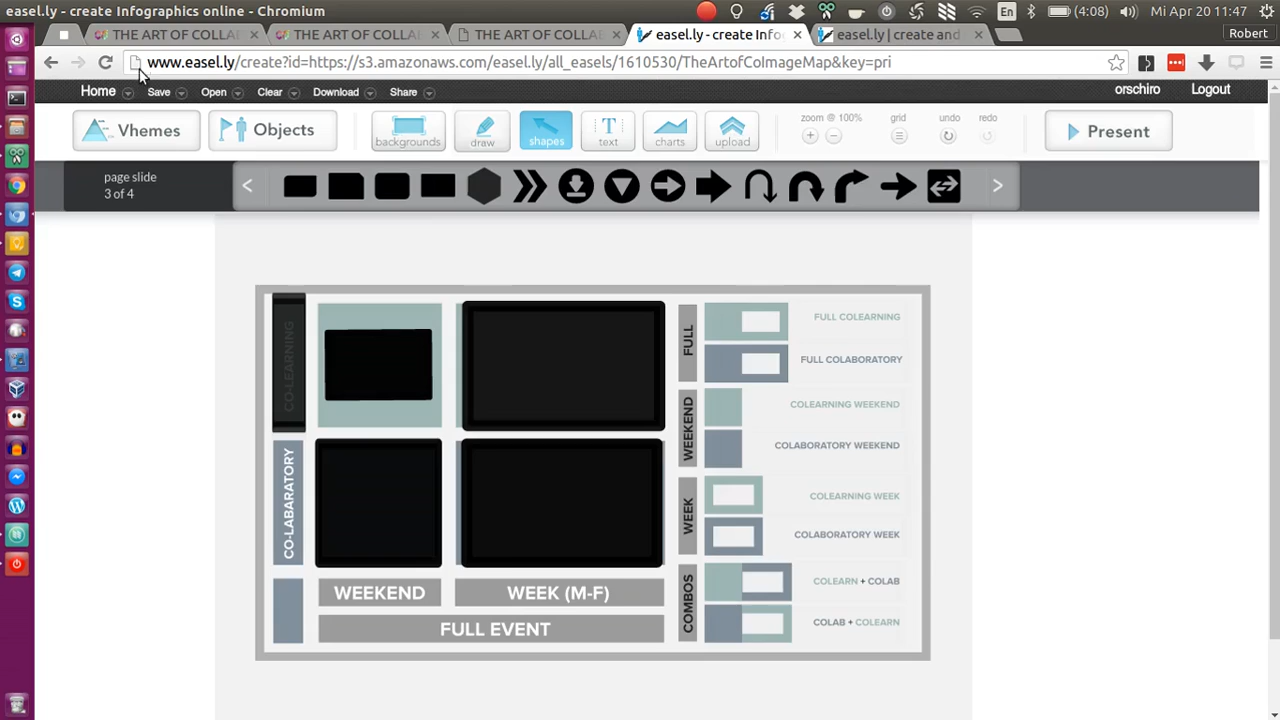 easel.ly - create Infographics online - Chromium
En
(4:08)
Mi Apr 20 11:47
THE ART OF COLLA
THE ART OF COLLA
THE ART OF COLLAB
easel.ly - create Info
easel.ly | create and
Robert
www.easel.ly/create?id=https://s3.amazonaws.com/easel.ly/all_easels/1610530/TheArtofCoImageMap&key=pri
Home
Save
Open
Clear
Download
Share
orschiro
Logout
Vhemes
Objects
backgrounds
draw
shapes
text
charts
upload
zoom @ 100%
grid
undo
redo
Present
page slide
3 of 4
CO-LEARNING
CO-LABARATORY
WEEKEND
WEEK (M-F)
FULL EVENT
FULL
FULL COLEARNING
FULL COLABORATORY
WEEKEND
COLEARNING WEEKEND
COLABORATORY WEEKEND
WEEK
COLEARNING WEEK
COLABORATORY WEEK
COMBOS
COLEARN + COLAB
COLAB + COLEARN